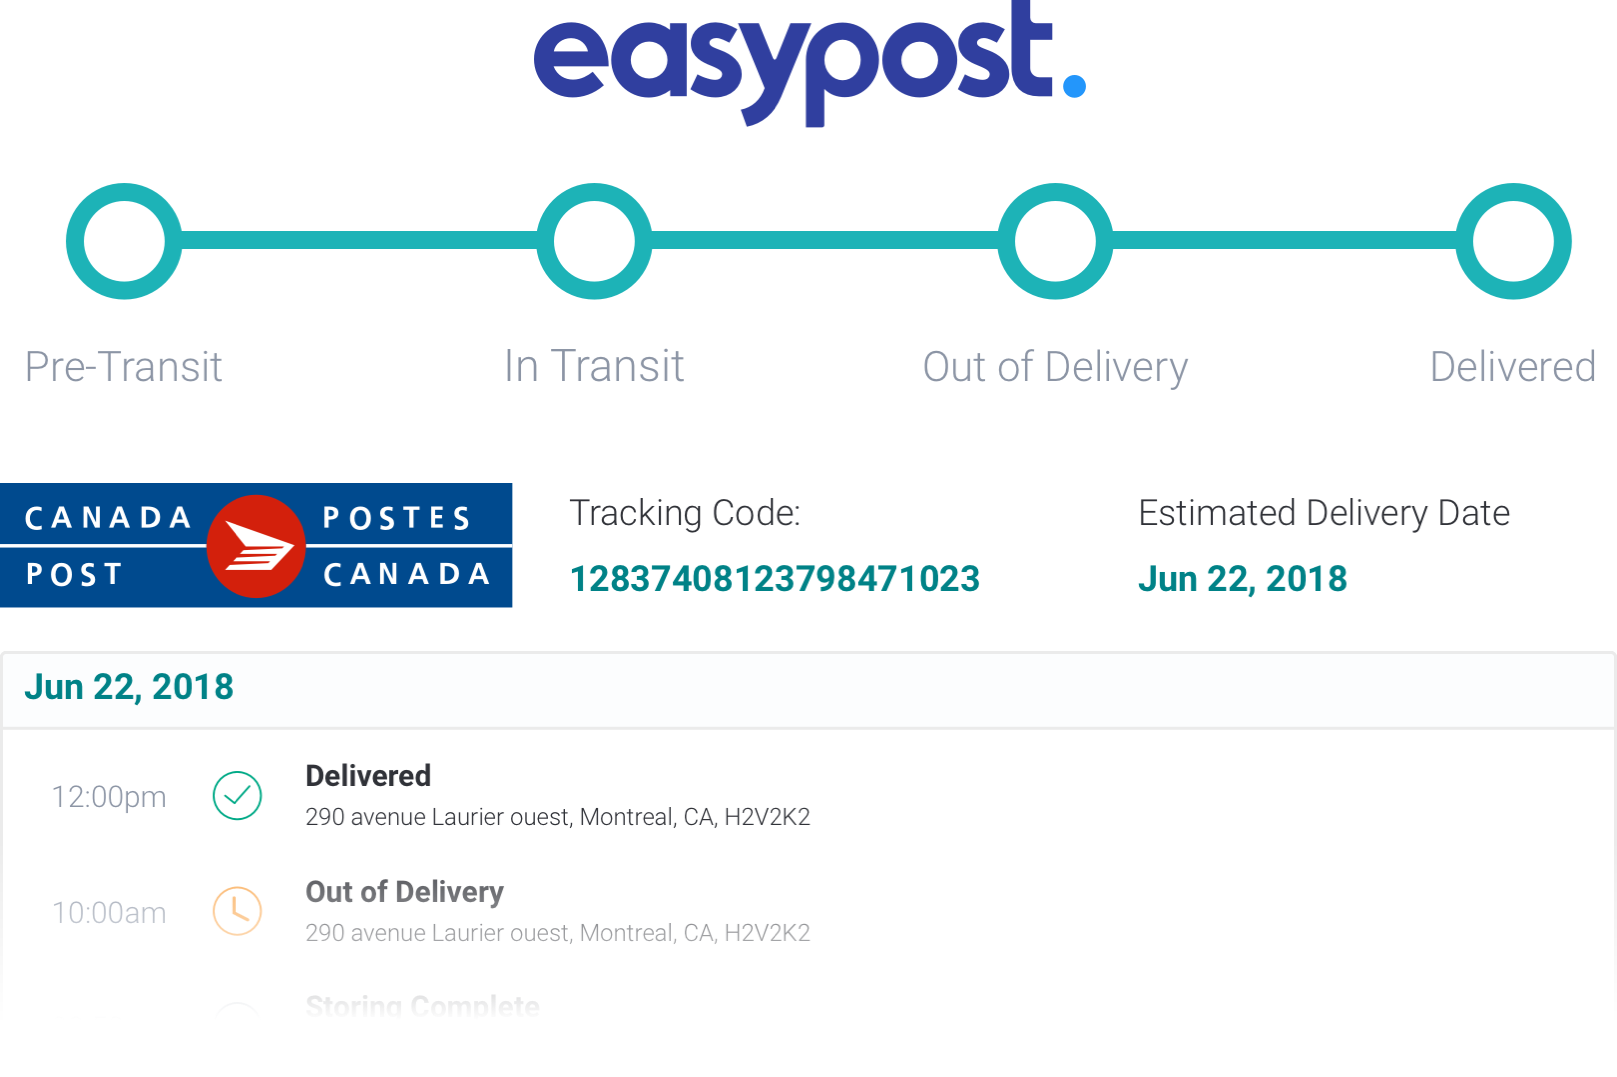 easypost.
Pre-Transit
In Transit
Out of Delivery
Delivered
CANADA POSTES
POST CANADA
Tracking Code:
12837408123798471023
Estimated Delivery Date
Jun 22, 2018
Jun 22, 2018
12:00pm
Delivered
290 avenue Laurier ouest, Montreal, CA, H2V2K2
10:00am
Out of Delivery
290 avenue Laurier ouest, Montreal, CA, H2V2K2
Storing Complete